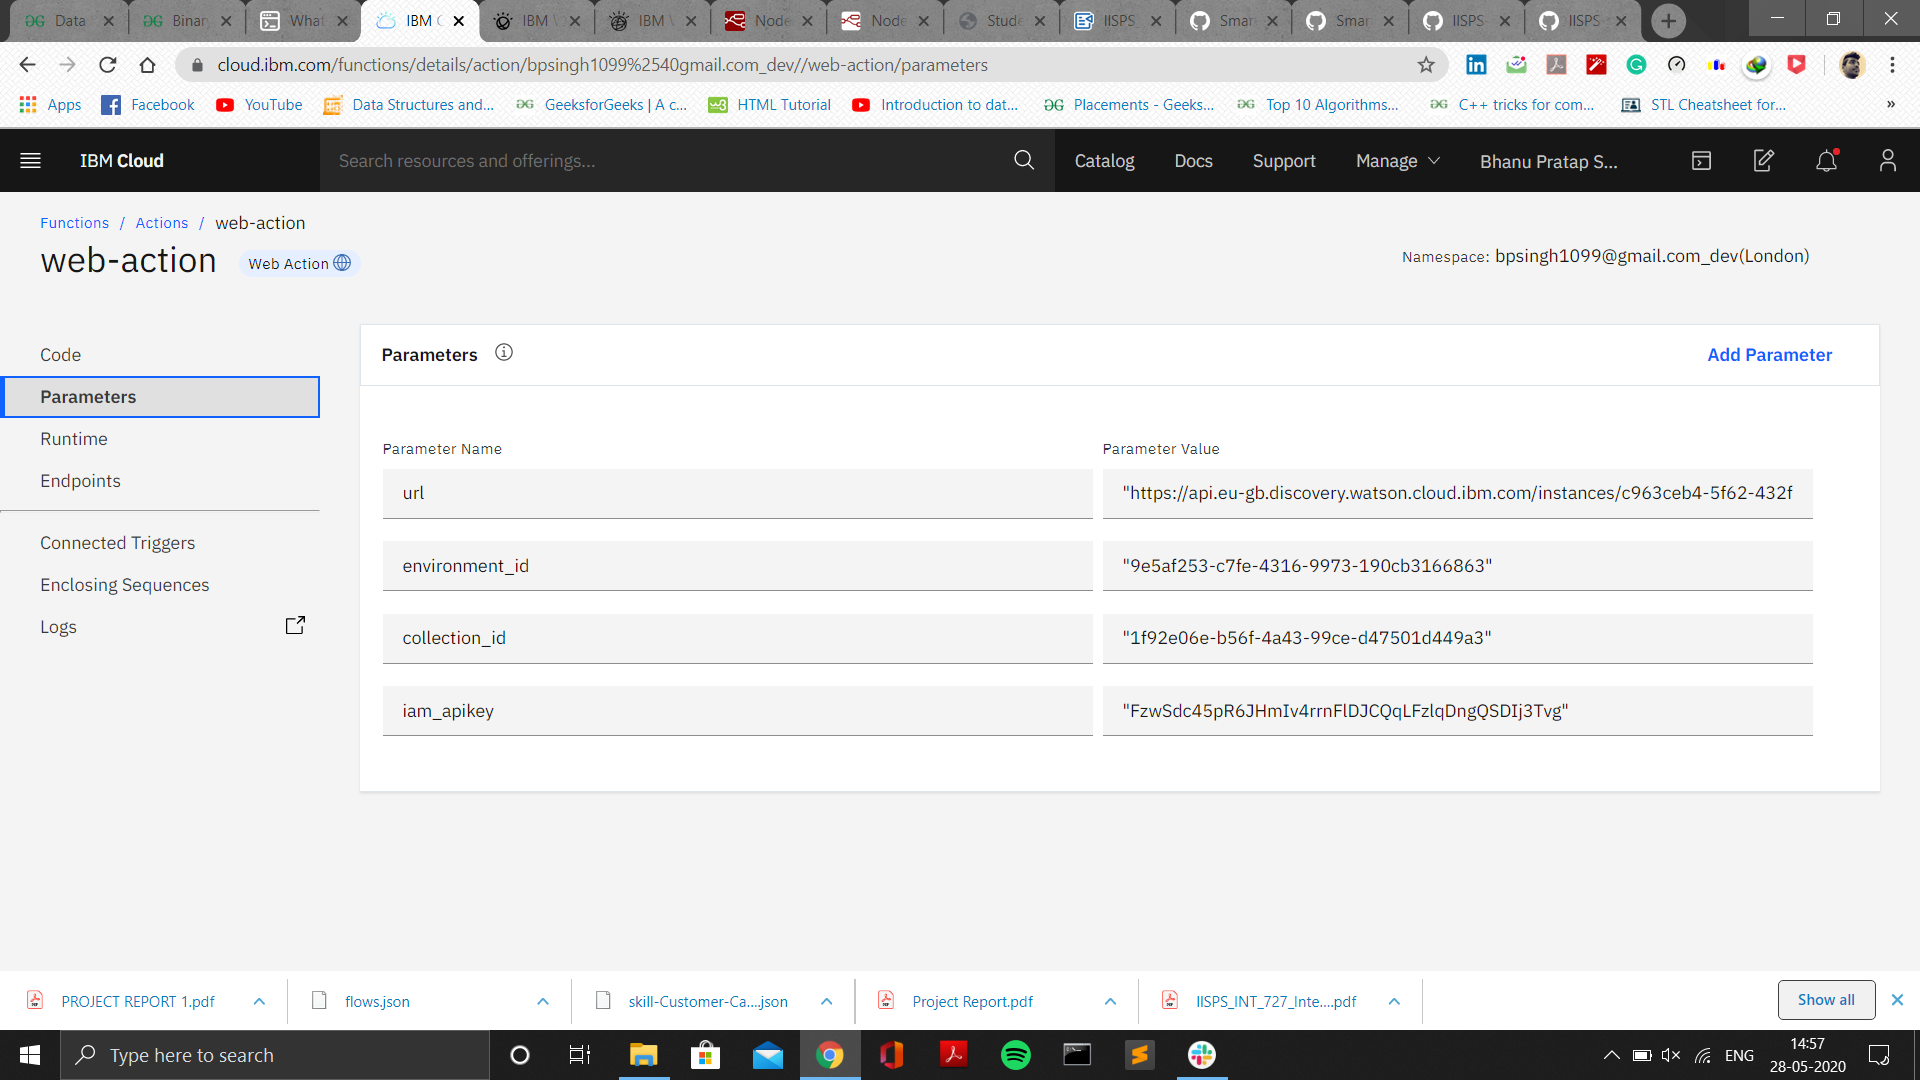 Data
Binar
What
IBM C
IBM
IBM
Node
Node
Stude
IISPS_
Smar
Smar
IISPS-
IISPS-
cloud.ibm.com/functions/details/action/bpsingh1099%2540gmail.com_dev//web-action/parameters
Apps
Facebook
YouTube
Data Structures and...
GeeksforGeeks | A c...
HTML Tutorial
Introduction to dat...
Placements - Geeks...
Top 10 Algorithms...
C++ tricks for com...
STL Cheatsheet for...
»
IBM Cloud
Search resources and offerings...
Catalog
Docs
Support
Manage
Bhanu Pratap S...
Functions / Actions / web-action
web-action
Web Action
Namespace: bpsingh1099@gmail.com_dev(London)
Code
Parameters
Runtime
Endpoints
Connected Triggers
Enclosing Sequences
Logs
Parameters
Add Parameter
Parameter Name
Parameter Value
url
"https://api.eu-gb.discovery.watson.cloud.ibm.com/instances/c963ceb4-5f62-432f
environment_id
"9e5af253-c7fe-4316-9973-190cb3166863"
collection_id
"1f92e06e-b56f-4a43-99ce-d47501d449a3"
iam_apikey
"FzwSdc45pR6JHmIv4rrnFlDJCQqLFzlqDngQSDIj3Tvg"
PROJECT REPORT 1.pdf
flows.json
skill-Customer-Ca....json
Project Report.pdf
IISPS_INT_727_Inte....pdf
Show all
Type here to search
ENG
14:57
28-05-2020